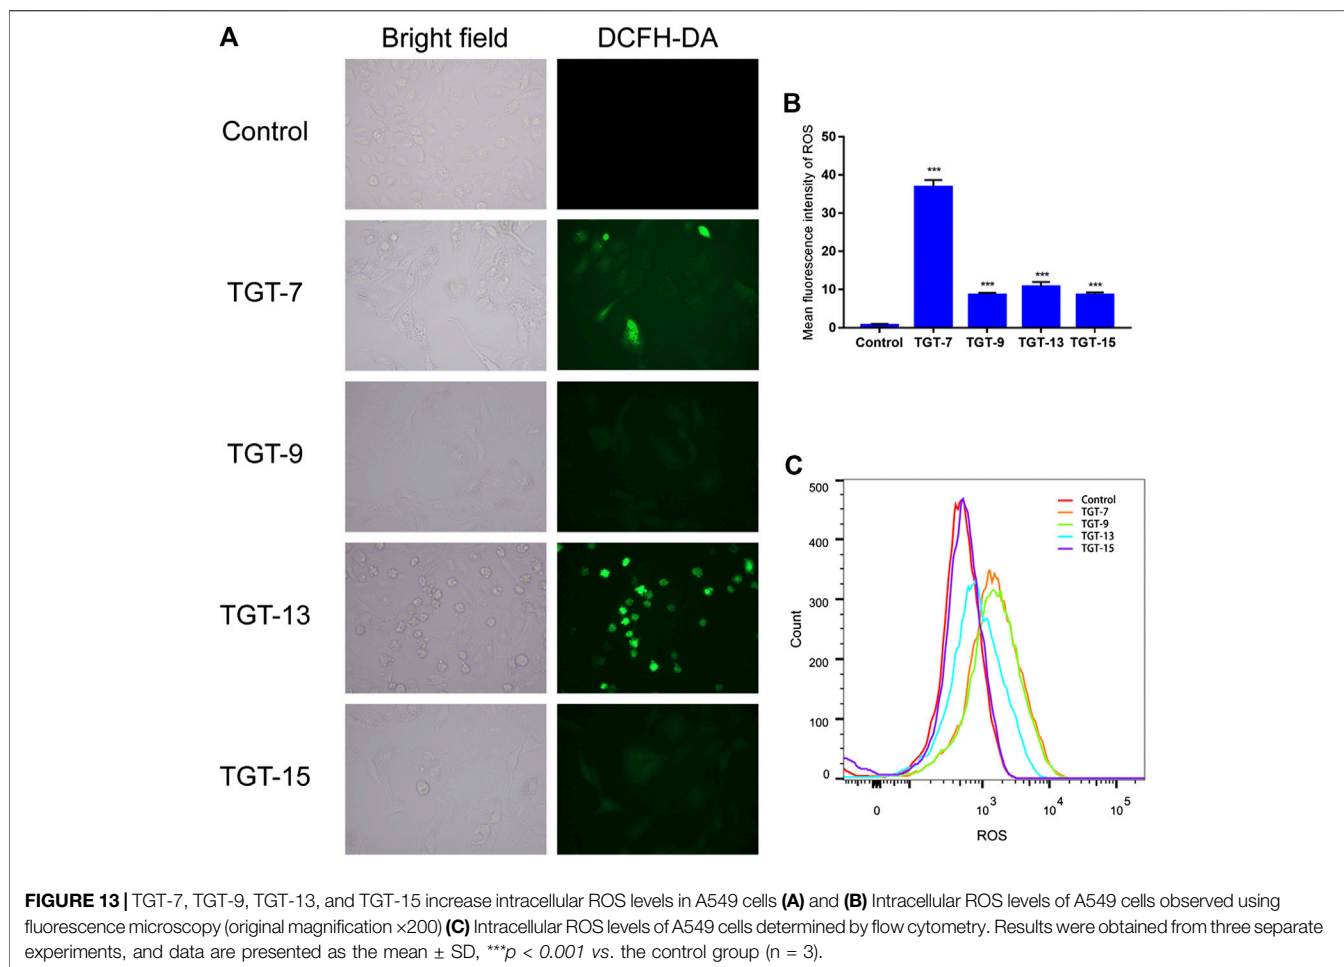 A
Bright field DCFH-DA
Control
TGT-7
TGT-9
TGT-13
TGT-15
B
Mean fluorescence intensity of ROS
50
40
30
20
10
0
***
***
***
***
Control TGT-7 TGT-9 TGT-13 TGT-15
C
Count
500
400
300
200
100
0
Control
TGT-7
TGT-9
TGT-13
TGT-15
0 10³ 10⁴ 10⁵
ROS
FIGURE 13 | TGT-7, TGT-9, TGT-13, and TGT-15 increase intracellular ROS levels in A549 cells (A) and (B) Intracellular ROS levels of A549 cells observed using
fluorescence microscopy (original magnification ×200) (C) Intracellular ROS levels of A549 cells determined by flow cytometry. Results were obtained from three separate
experiments, and data are presented as the mean ± SD, ***p < 0.001 vs. the control group (n = 3).